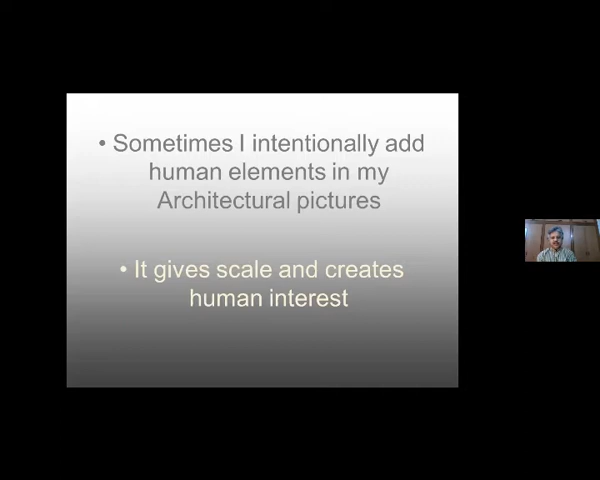 • Sometimes I intentionally add
human elements in my
Architectural pictures
• It gives scale and creates
human interest